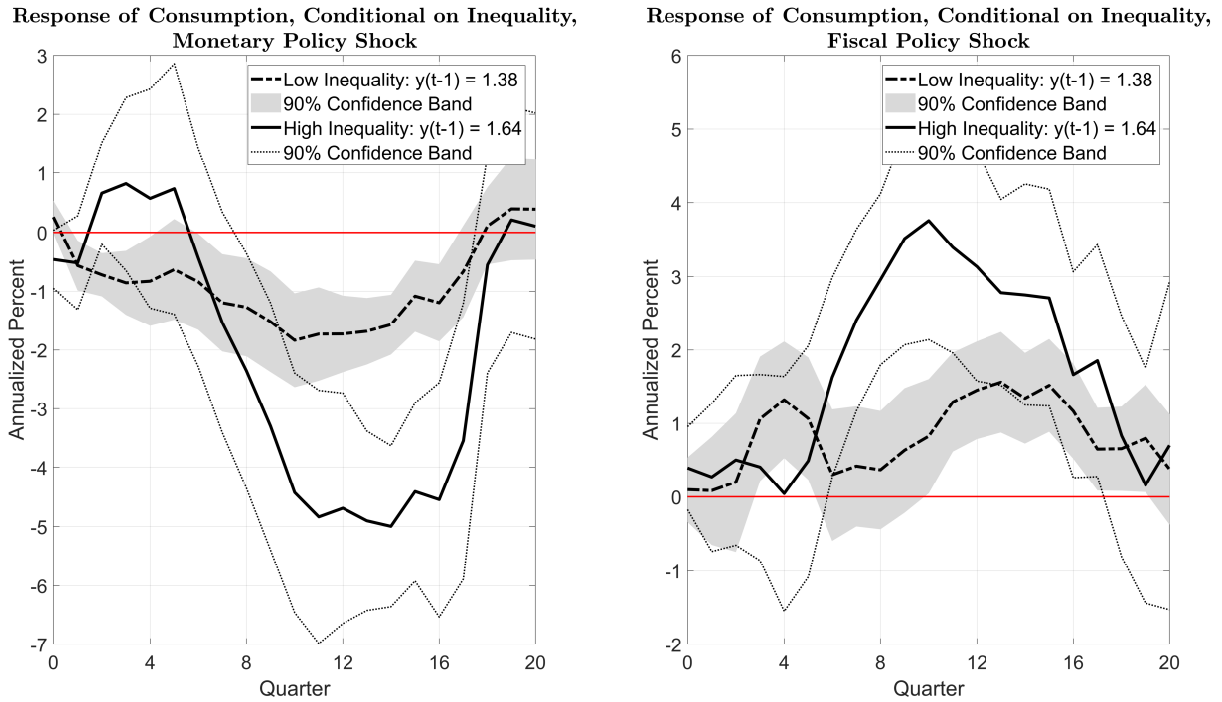 Response of Consumption, Conditional on Inequality,
Monetary Policy Shock
3
2
1
0
-1
-2
-3
-4
-5
-6
-7
Annualized Percent
Low Inequality: y(t-1) = 1.38
90% Confidence Band
High Inequality: y(t-1) = 1.64
90% Confidence Band
0 4 8 12 16 20
Quarter
Response of Consumption, Conditional on Inequality,
Fiscal Policy Shock
6
5
4
3
2
1
0
-1
-2
Annualized Percent
Low Inequality: y(t-1) = 1.38
90% Confidence Band
High Inequality: y(t-1) = 1.64
90% Confidence Band
0 4 8 12 16 20
Quarter